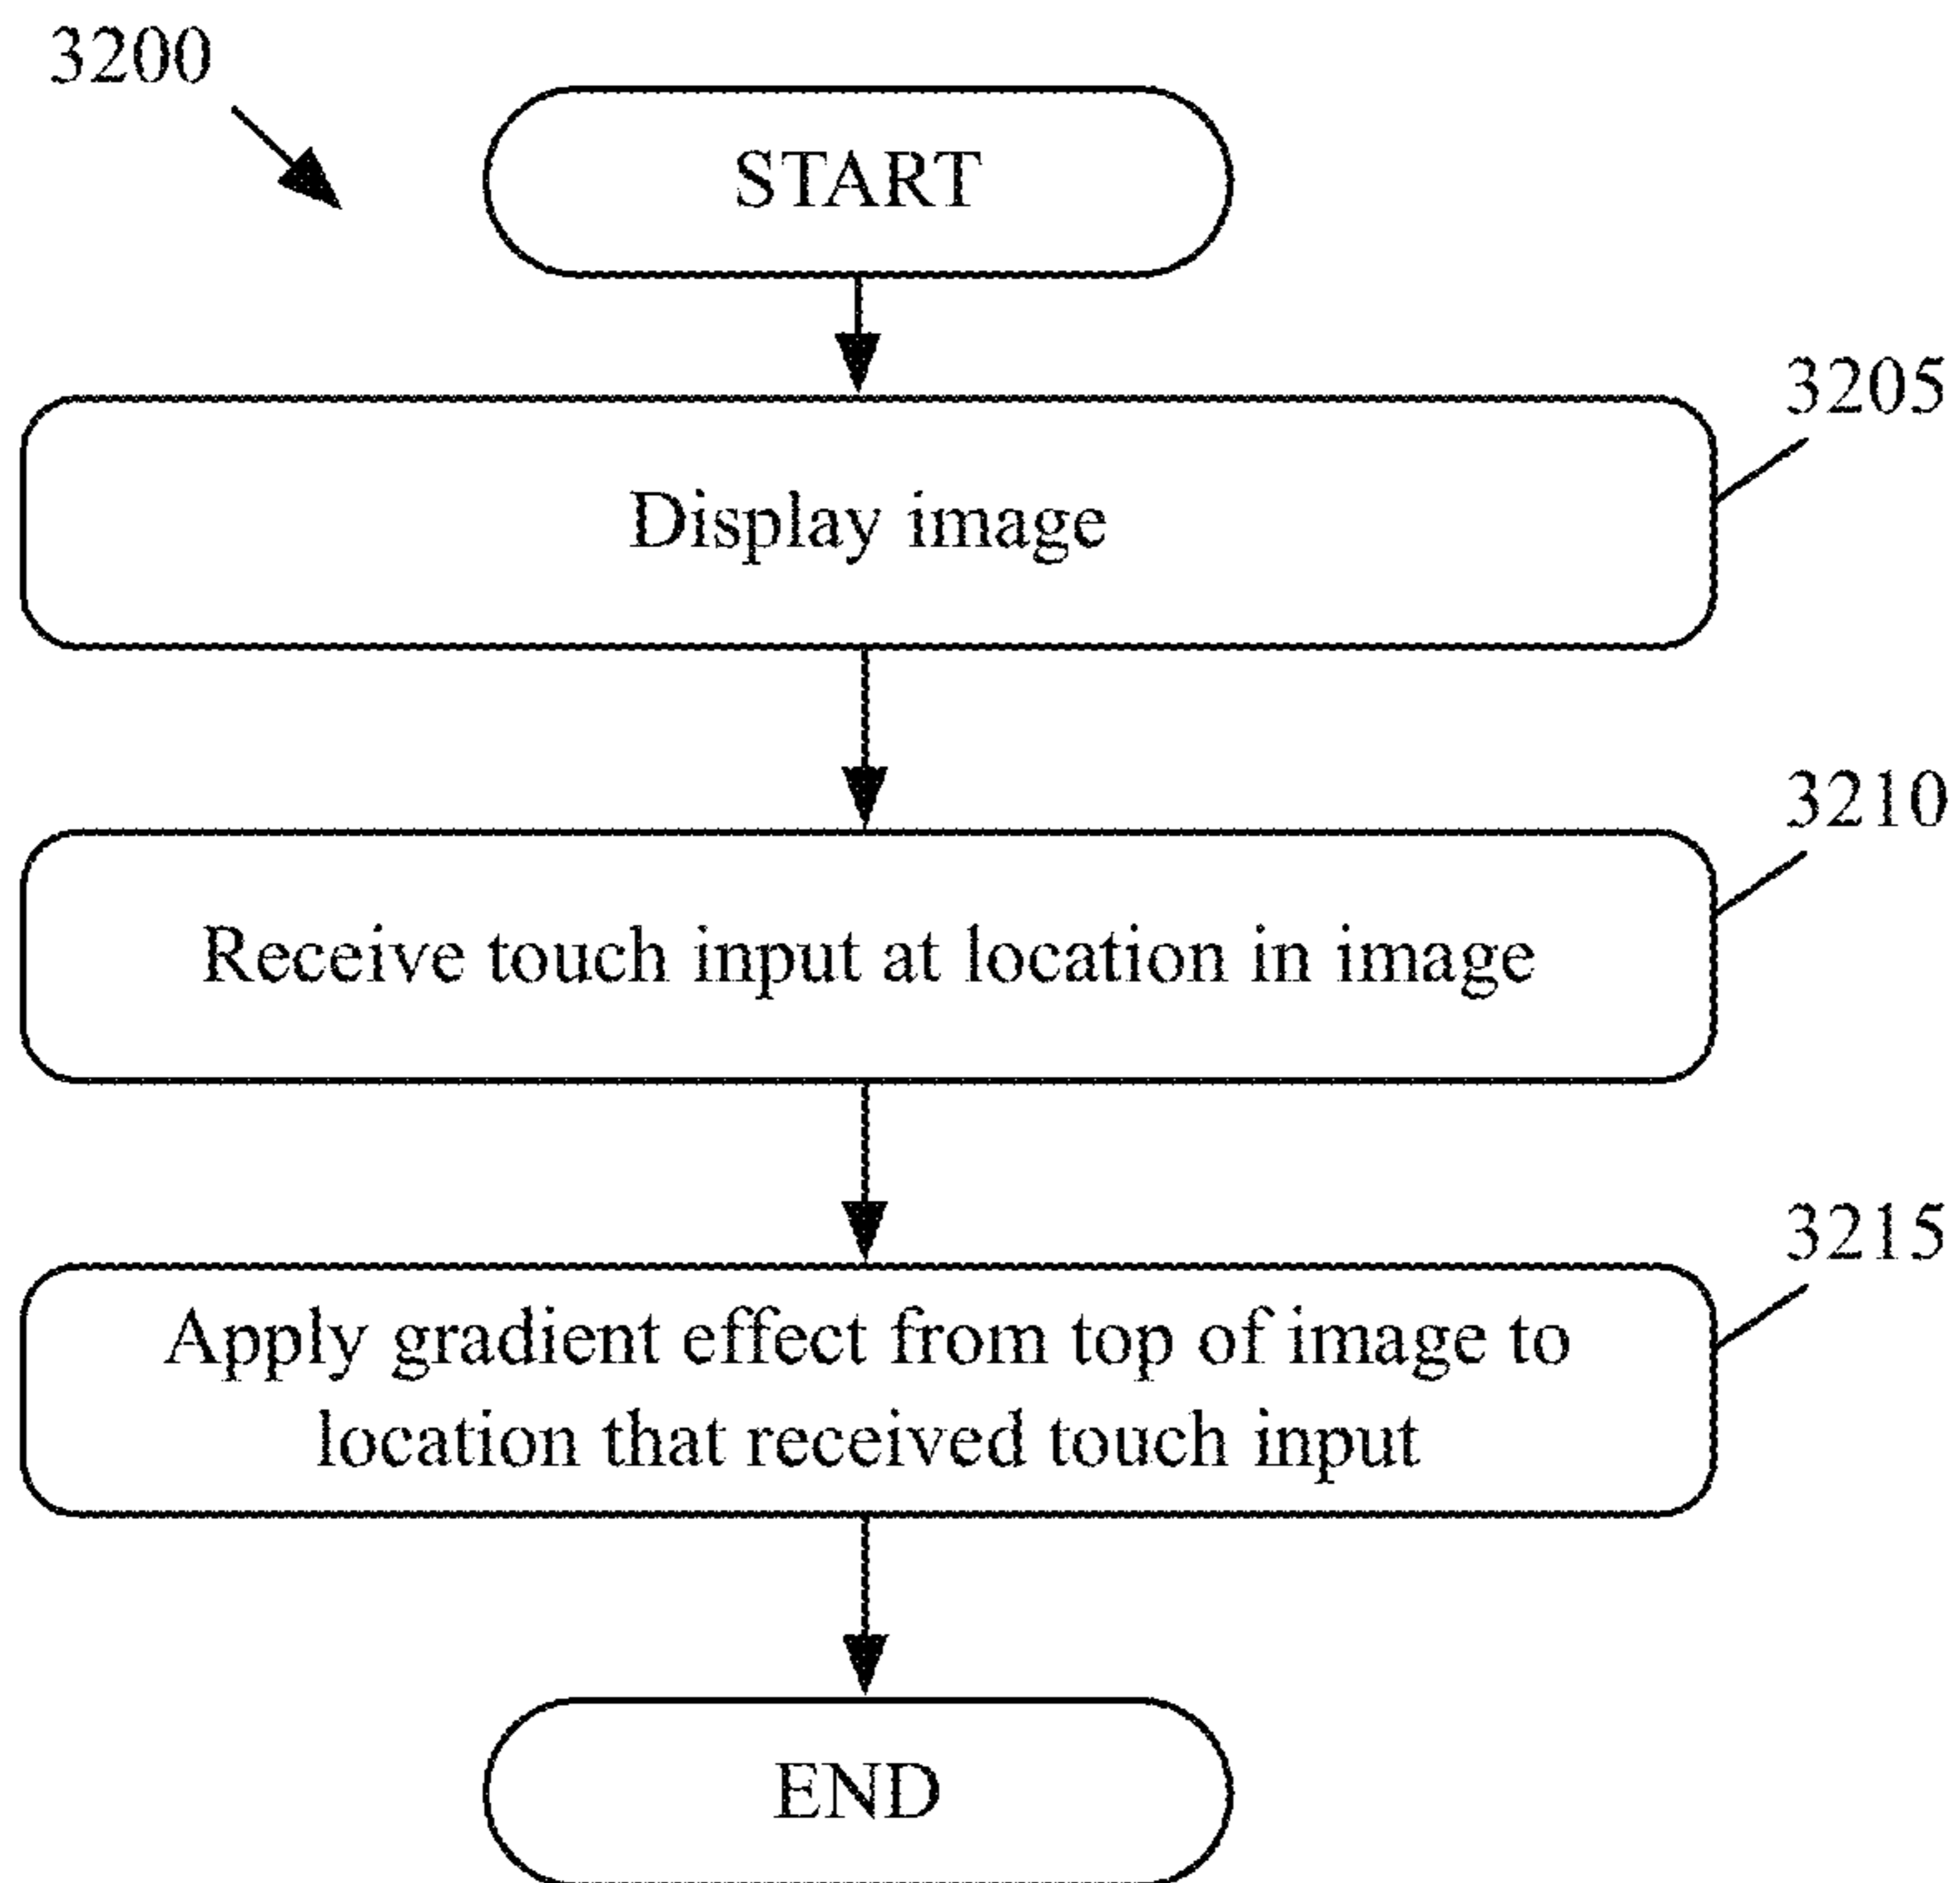 3200
START
3205
Display image
3210
Receive touch input at location in image
3215
Apply gradient effect from top of image to
location that received touch input
END